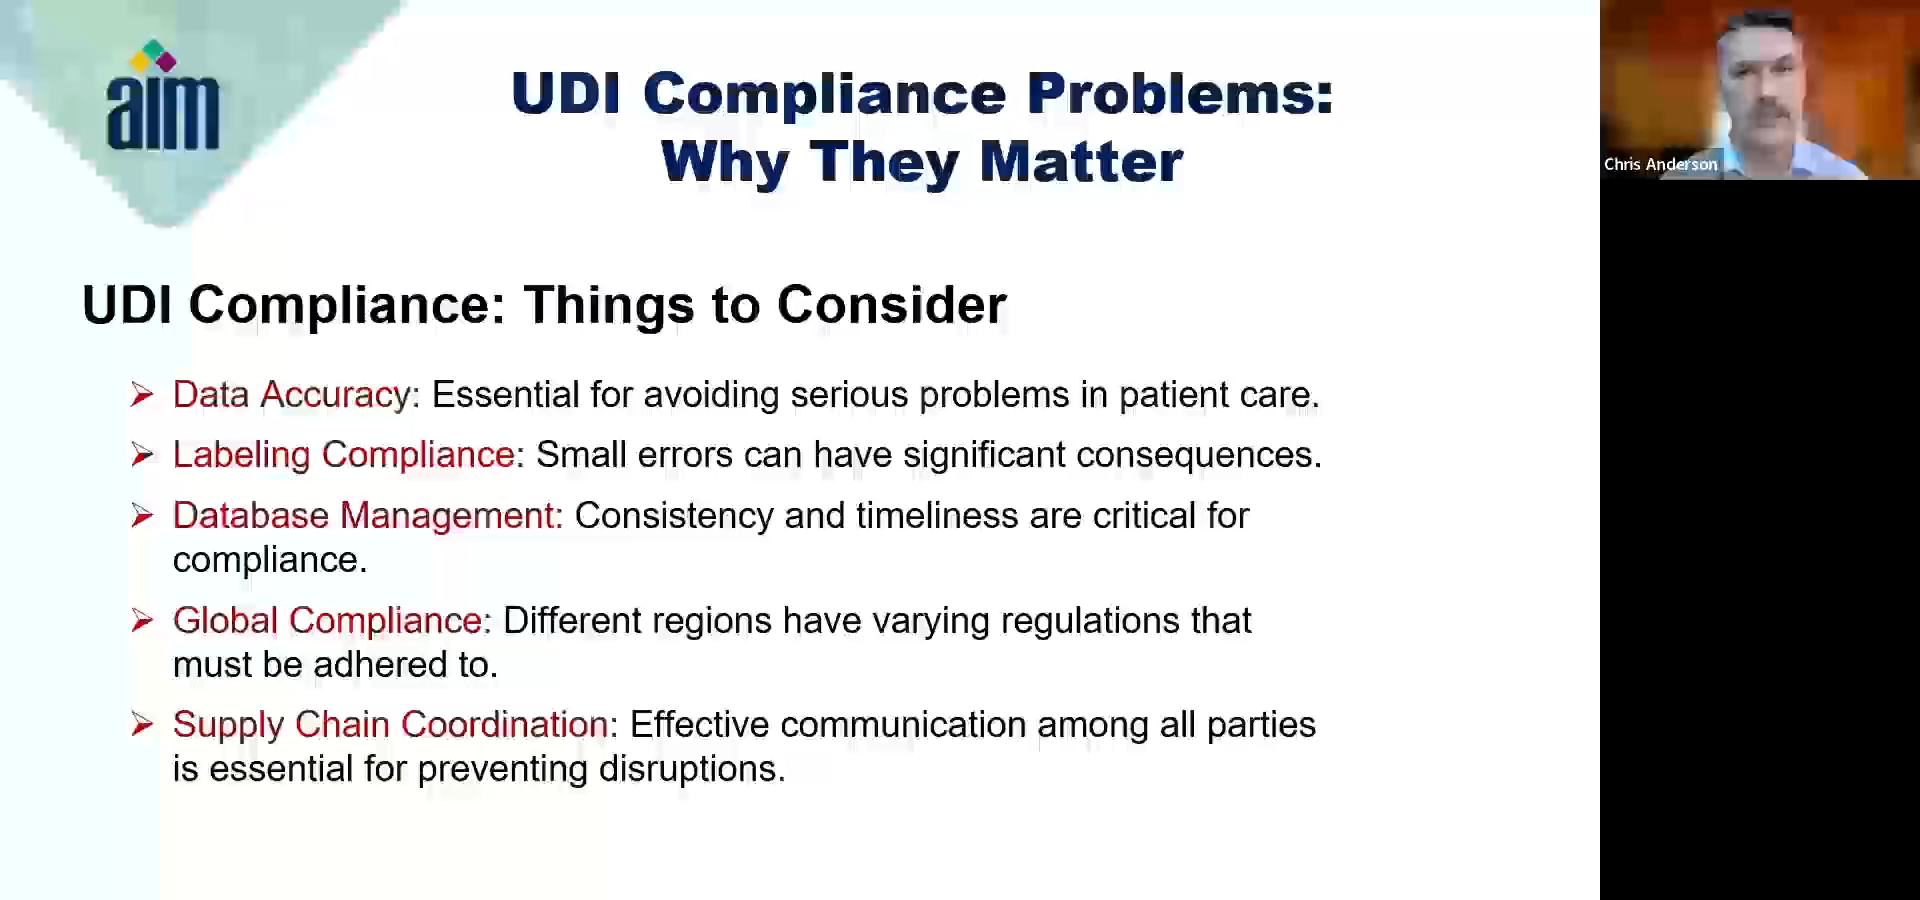 aim
UDI Compliance Problems:
Why They Matter
Chris Anderson
UDI Compliance: Things to Consider
Data Accuracy: Essential for avoiding serious problems in patient care.
Labeling Compliance: Small errors can have significant consequences.
Database Management: Consistency and timeliness are critical for
compliance.
Global Compliance: Different regions have varying regulations that
must be adhered to.
Supply Chain Coordination: Effective communication among all parties
is essential for preventing disruptions.